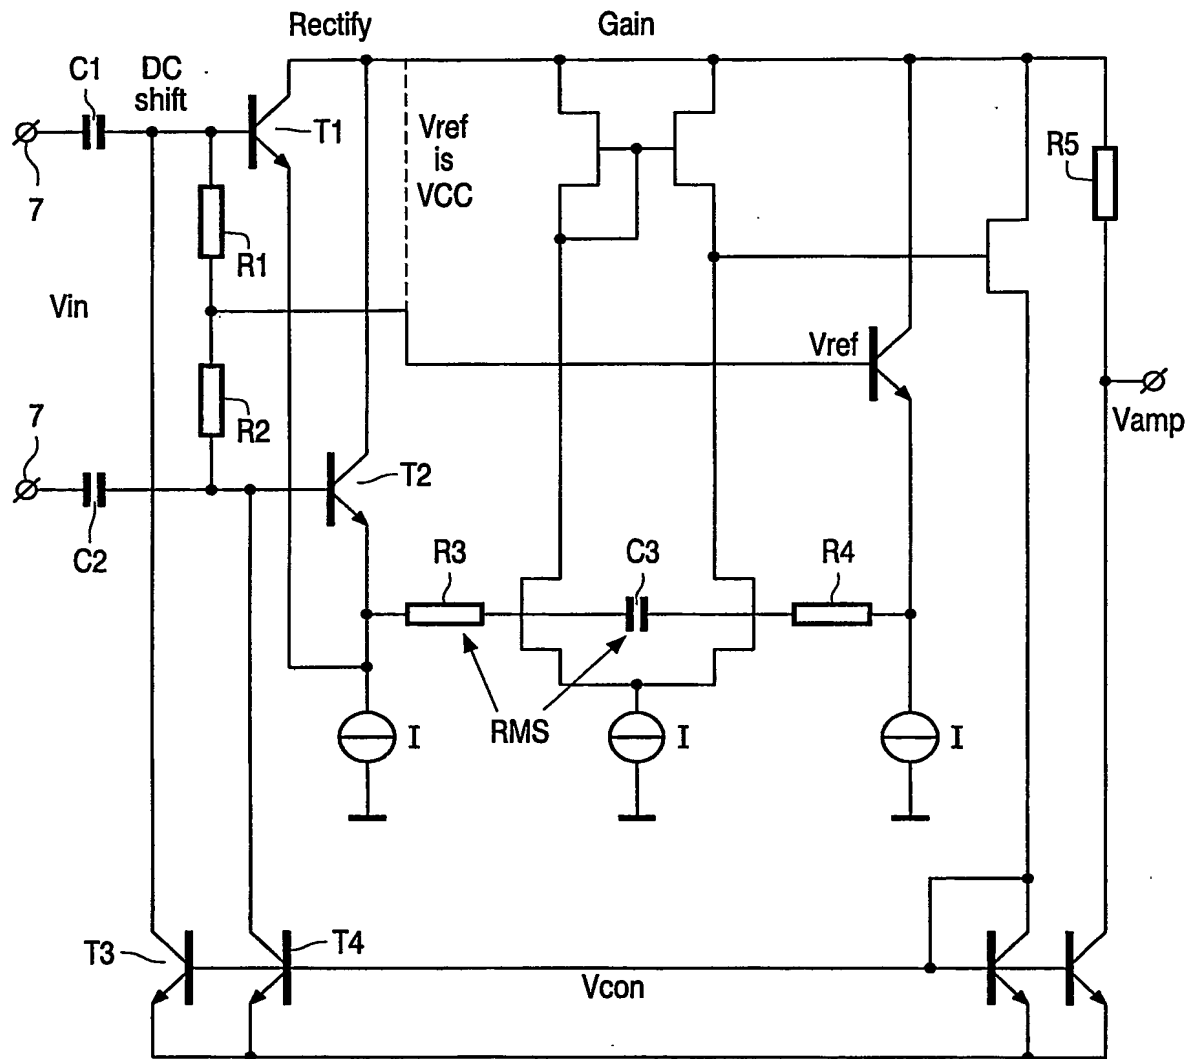 Rectify
Gain
C1
DC
shift
T1
Vref
is
VCC
R5
7
R1
Vin
Vref
7
R2
T2
Vamp
C2
R3
C3
R4
RMS
I
I
I
T3
T4
Vcon